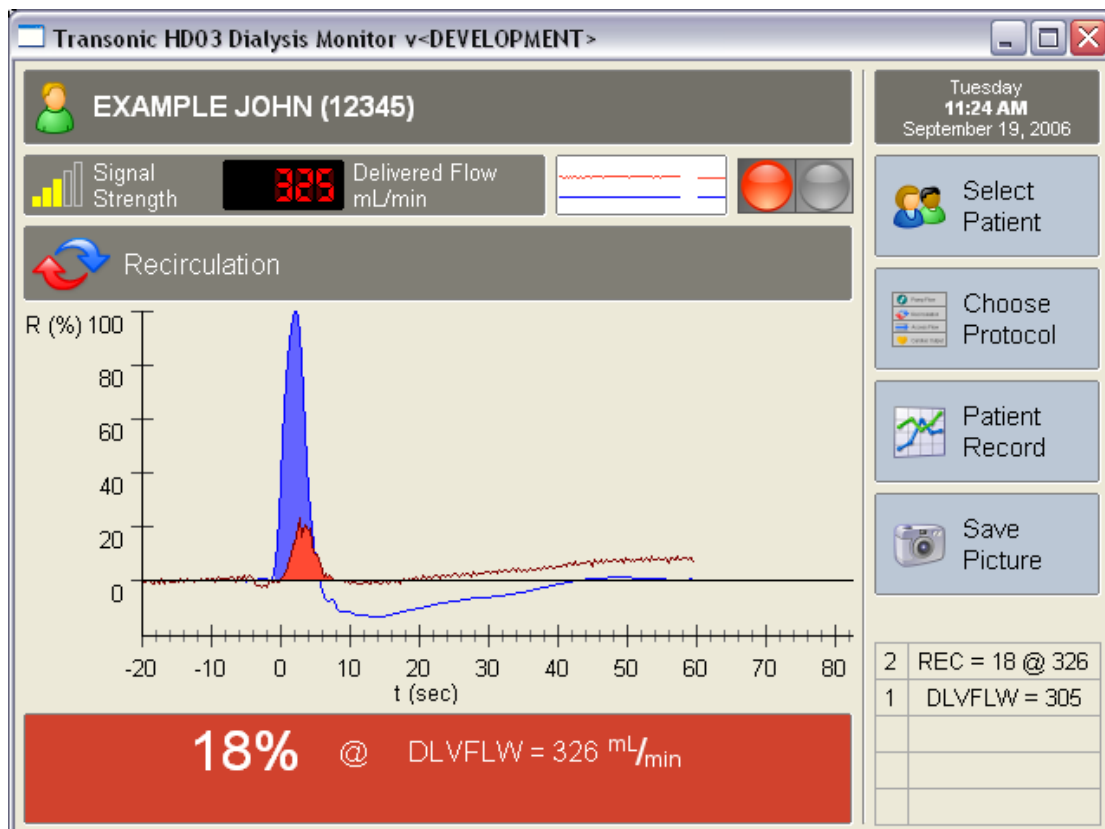 Transonic HD03 Dialysis Monitor v<DEVELOPMENT>
EXAMPLE JOHN (12345)
Tuesday
11:24 AM
September 19, 2006
Signal
Strength
325
Delivered Flow
mL/min
Select
Patient
Recirculation
Choose
Protocol
Patient
Record
Save
Picture
R (%) 100
80
60
40
20
0
-20 -10 0 10 20 30 40 50 60 70 80
t (sec)
2 REC = 18 @ 326
1 DLVFLW = 305
18% @ DLVFLW = 326 mL/min